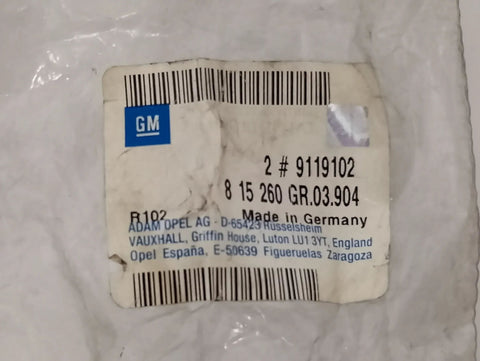 GM
2 # 9119102
8 15 260 GR.03.904
R102 Made in Germany
ADAM OPEL AG - D-65423 Rüsselsheim
VAUXHALL, Griffin House, Luton LU1 3YT, England
Opel España, E-50639 Figueruelas Zaragoza